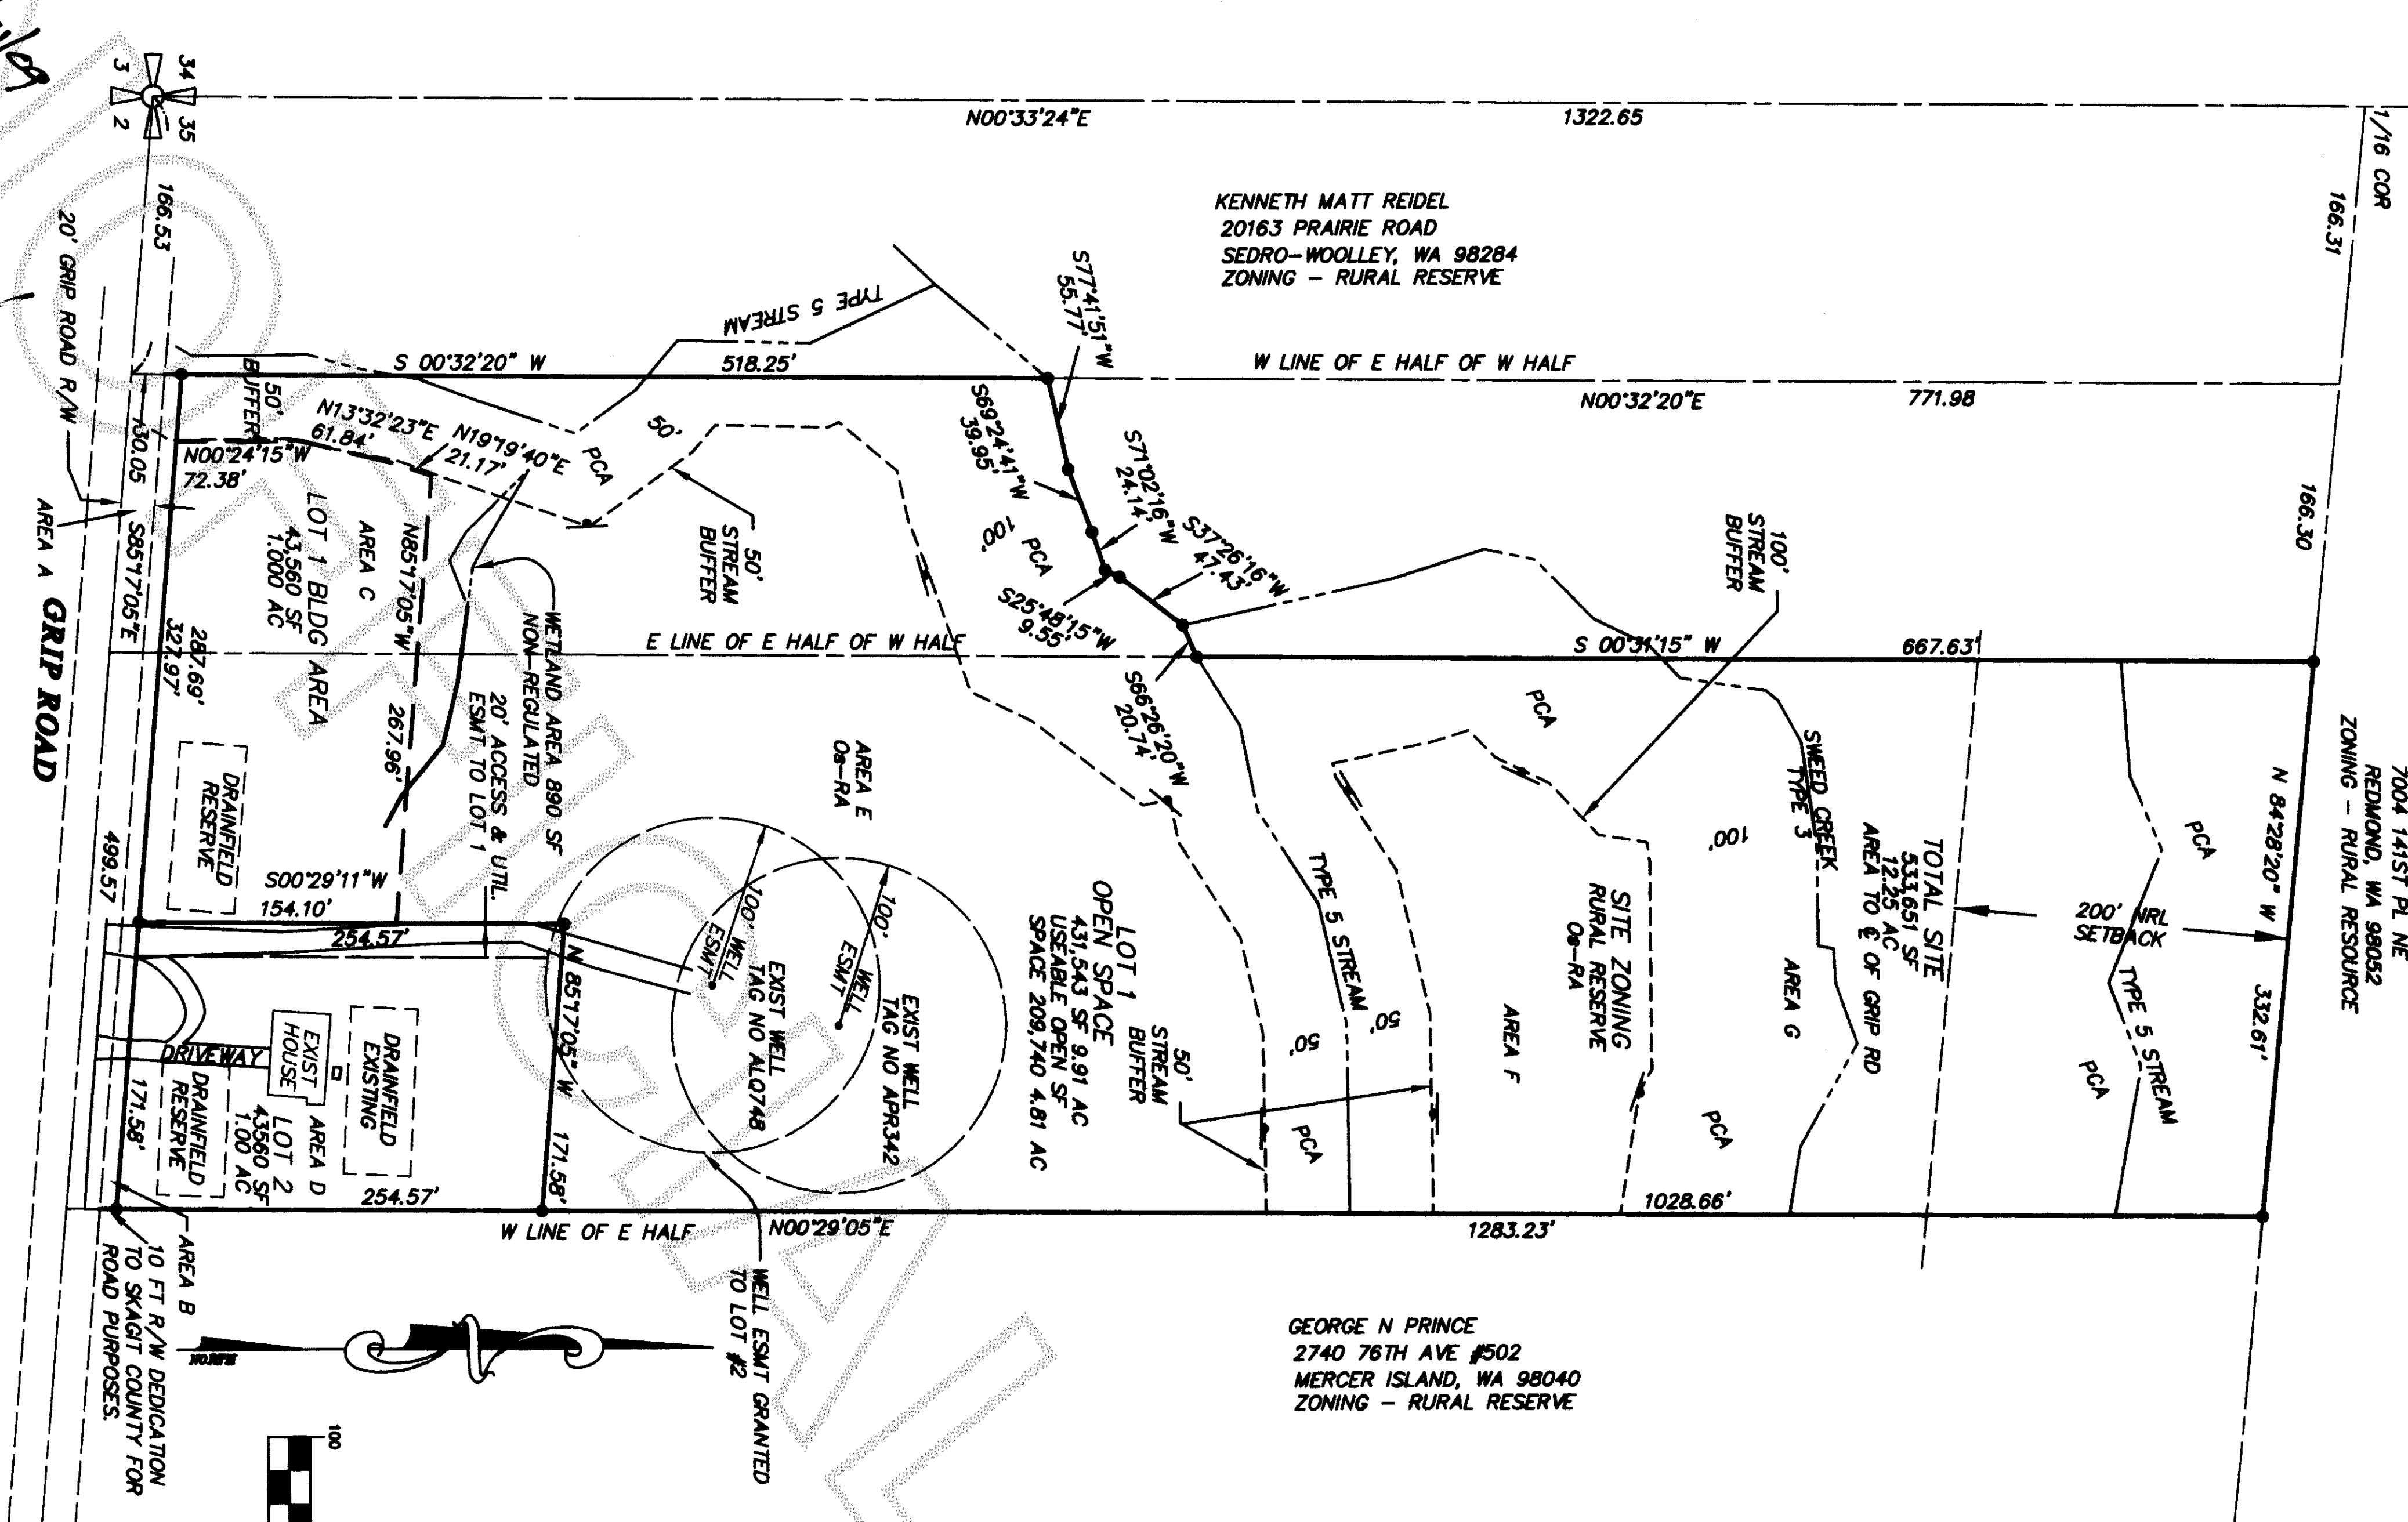 34
35
3
2
N00°33'24"E
1322.65
1/16 COR
166.31
166.30
166.53
20' GRIP ROAD R/W
KENNETH MATT REIDEL
20163 PRAIRIE ROAD
SEDRO-WOOLLEY, WA 98284
ZONING - RURAL RESERVE
TYPE 5 STREAM
S 00°32'20" W
518.25'
W LINE OF E HALF OF W HALF
N00°32'20"E
771.98
S77°41'51"W
55.77'
S69°24'41"W
39.95'
S71°02'16"W
24.14'
S37°26'16"W
47.43'
S25°48'15"W
9.55'
S66°26'20"W
20.74'
50'
BUFFER
N13°32'23"E
61.84'
N19°19'40"E
21.17'
N00°24'15"W
72.38'
PCA
50'
50'
STREAM
BUFFER
100'
PCA
100'
STREAM
BUFFER
30.05
S85°17'05"E
AREA A
GRIP ROAD
287.69'
327.97'
499.57
LOT 1 BLDG AREA
43,560 SF
1.000 AC
AREA C
N85°17'05"W
267.96'
WETLAND AREA 890 SF
NON-REGULATED
20' ACCESS & UTIL.
ESMT TO LOT 1
E LINE OF E HALF OF W HALF
S 00°31'15" W
667.63'
AREA E
Os-RA
DRAINFIELD
RESERVE
S00°29'11"W
154.10'
254.57'
N 85°17'05" W
171.58'
100' WELL
ESMT
100'
WELL
ESMT
EXIST WELL
TAG NO ALQ748
EXIST WELL
TAG NO APR342
LOT 1
OPEN SPACE
431,543 SF 9.91 AC
USEABLE OPEN SF
SPACE 209,740 4.81 AC
50'
STREAM
BUFFER
TYPE 5 STREAM
50'
50'
PCA
PCA
SITE ZONING
RURAL RESERVE
Os-RA
AREA F
100'
SWEED CREEK
TYPE 3
AREA G
PCA
TOTAL SITE
533,651 SF
12.25 AC
AREA TO ℄ OF GRIP RD
200' NRL
SETBACK
PCA
TYPE 5 STREAM
PCA
N 84°28'20" W
332.61'
7004 141ST PL NE
REDMOND, WA 98052
ZONING - RURAL RESOURCE
DRIVEWAY
EXIST
HOUSE
DRAINFIELD
EXISTING
DRAINFIELD
RESERVE
AREA D
LOT 2
43560 SF
1.00 AC
171.58'
254.57'
W LINE OF E HALF
N00°29'05"E
1283.23'
1028.66'
AREA B
10 FT R/W DEDICATION
TO SKAGIT COUNTY FOR
ROAD PURPOSES.
WELL ESMT GRANTED
TO LOT #2
NORTH
100
GEORGE N PRINCE
2740 76TH AVE #502
MERCER ISLAND, WA 98040
ZONING - RURAL RESERVE